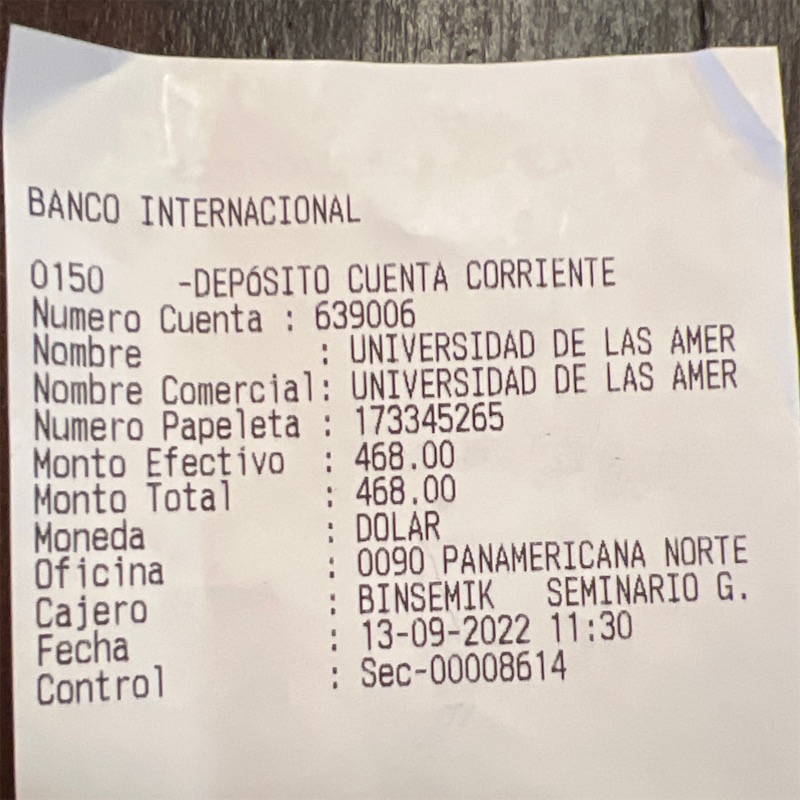 BANCO INTERNACIONAL
0150 -DEPóSITO CUENTA CORRIENTE
Numero Cuenta : 639006
Nombre : UNIVERSIDAD DE LAS AMER
Nombre Comercial: UNIVERSIDAD DE LAS AMER
Numero Papeleta : 173345265
Monto Efectivo : 468.00
Monto Total : 468.00
Moneda : DOLAR
Oficina : 0090 PANAMERICANA NORTE
Cajero : BINSEMIK SEMINARIO G.
Fecha : 13-09-2022 11:30
Control : Sec-00008614